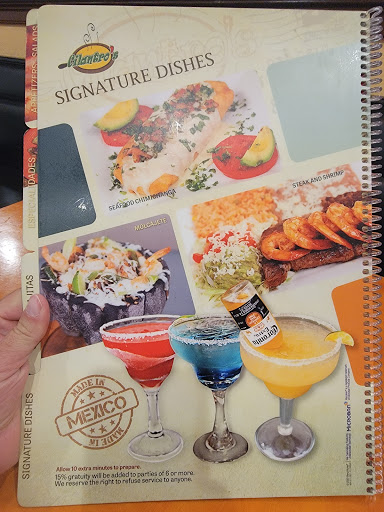 Cilantro's
SIGNATURE DISHES
APPETIZERS SALADS
SEAFOOD CHIMICHANGA
STEAK AND SHRIMP
MOLCAJETE
SIGNATURE DISHES
MADE IN
MEXICO
MADE IN
Corona
Extra
Allow 10 extra minutes to prepare.
15% gratuity will be added to parties of 6 or more.
We reserve the right to refuse service to anyone.
MICROBAN